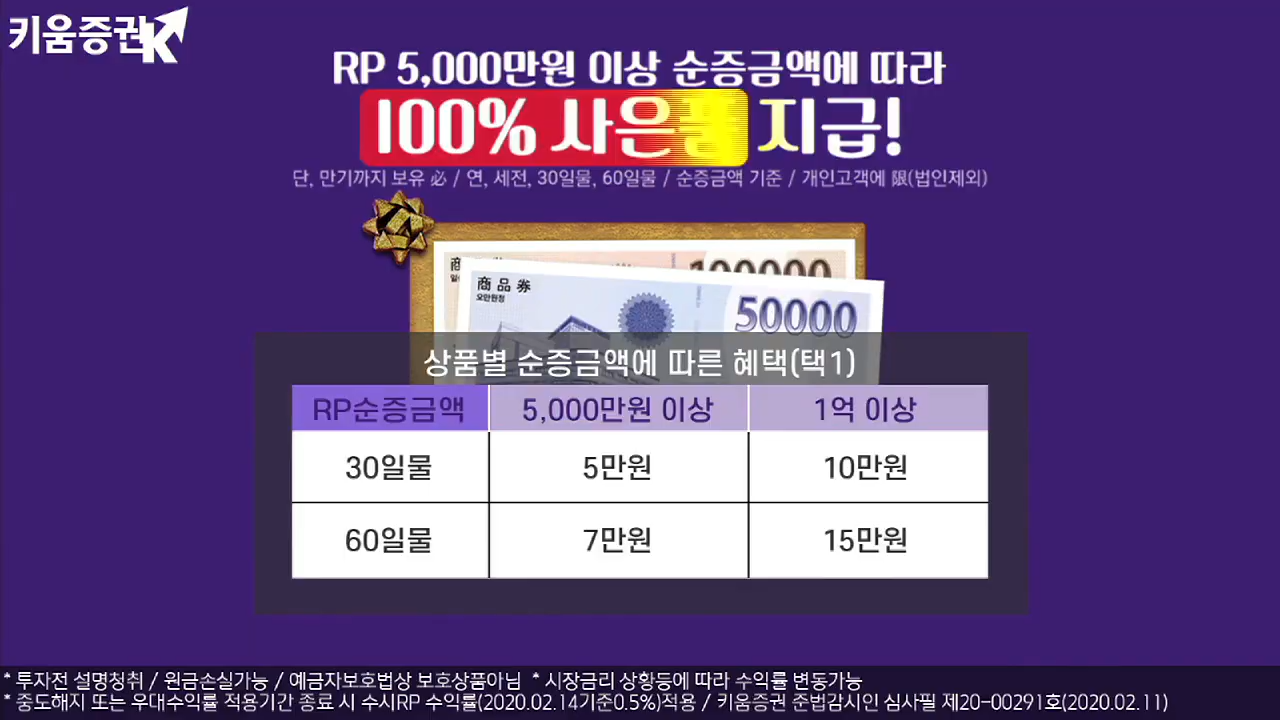 키움증권
RP 5,000만원 이상 순증금액에 따라
100% 사은품 지급!
단, 만기까지 보유 必 / 연, 세전, 30일물, 60일물 / 순증금액 기준 / 개인고객에 限(법인제외)
100000
商品券
오만원정
50000
상품별 순증금액에 따른 혜택(택1)
RP순증금액 5,000만원 이상 1억 이상
30일물 5만원 10만원
60일물 7만원 15만원
* 투자전 설명청취 / 원금손실가능 / 예금자보호법상 보호상품아님 * 시장금리 상황등에 따라 수익률 변동가능
* 중도해지 또는 우대수익률 적용기간 종료 시 수시RP 수익률(2020.02.14기준0.5%)적용 / 키움증권 준법감시인 심사필 제20-00291호(2020.02.11)